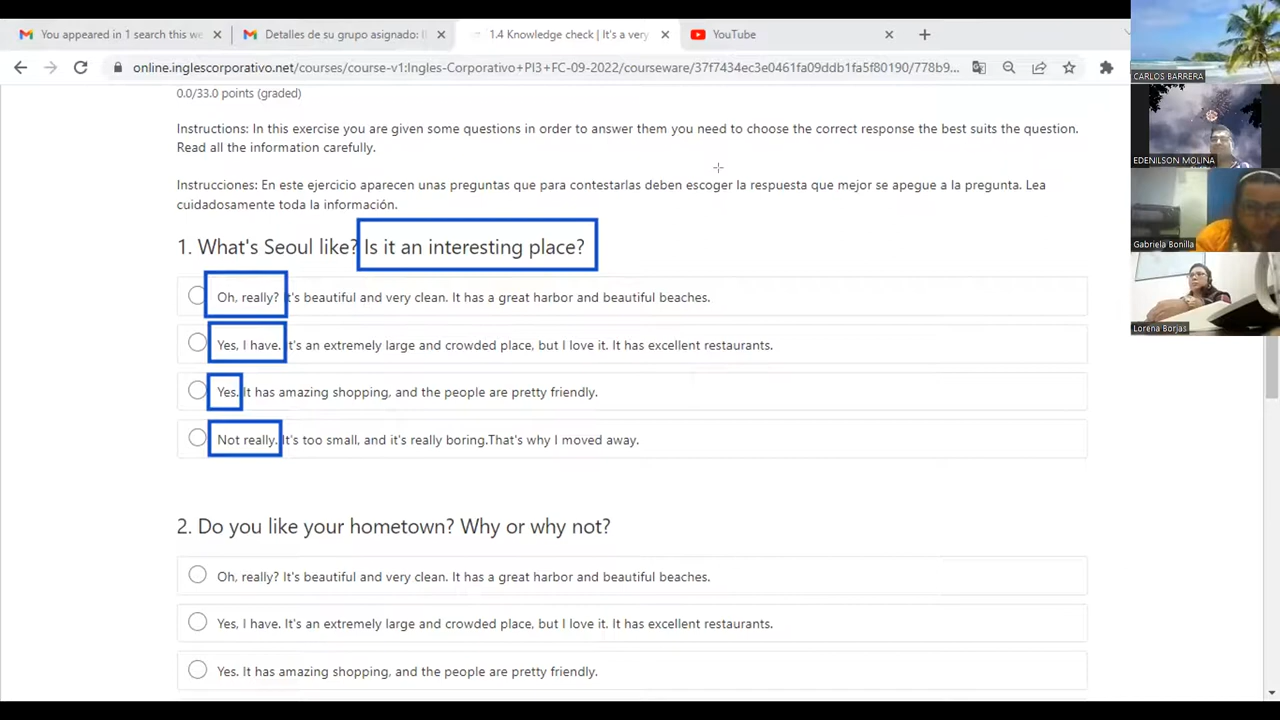 You appeared in 1 search this we
Detalles de su grupo asignado: I
1.4 Knowledge check | It's a very
YouTube
online.inglescorporativo.net/courses/course-v1:Ingles-Corporativo+PI3+FC-09-2022/courseware/37f7434ec3e0461fa09ddb1fa5f80190/778b9...
0.0/33.0 points (graded)
Instructions: In this exercise you are given some questions in order to answer them you need to choose the correct response the best suits the question.
Read all the information carefully.
Instrucciones: En este ejercicio aparecen unas preguntas que para contestarlas deben escoger la respuesta que mejor se apegue a la pregunta. Lea
cuidadosamente toda la información.
1. What's Seoul like? Is it an interesting place?
Oh, really? It's beautiful and very clean. It has a great harbor and beautiful beaches.
Yes, I have. It's an extremely large and crowded place, but I love it. It has excellent restaurants.
Yes. It has amazing shopping, and the people are pretty friendly.
Not really. It's too small, and it's really boring.That's why I moved away.
2. Do you like your hometown? Why or why not?
Oh, really? It's beautiful and very clean. It has a great harbor and beautiful beaches.
Yes, I have. It's an extremely large and crowded place, but I love it. It has excellent restaurants.
Yes. It has amazing shopping, and the people are pretty friendly.
CARLOS BARRERA
EDENILSON MOLINA
Gabriela Bonilla
Lorena Borjas